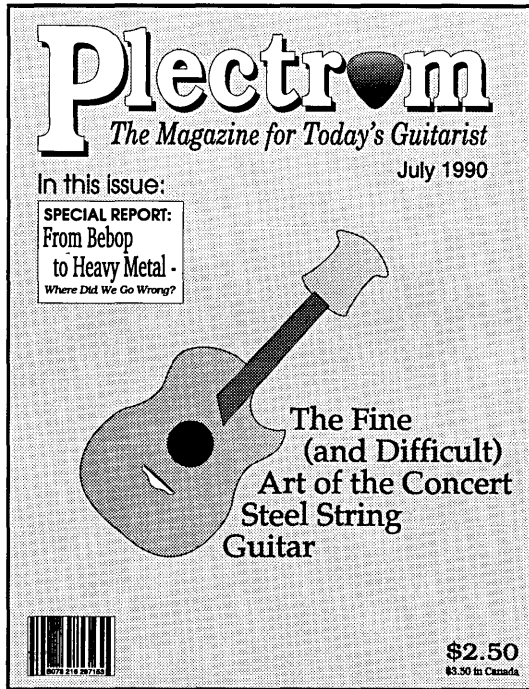 Plectrum
The Magazine for Today's Guitarist
July 1990
In this issue:
SPECIAL REPORT:
From Bebop
to Heavy Metal -
Where Did We Go Wrong?
The Fine
(and Difficult)
Art of the Concert
Steel String
Guitar
$2.50
$3.50 in Canada